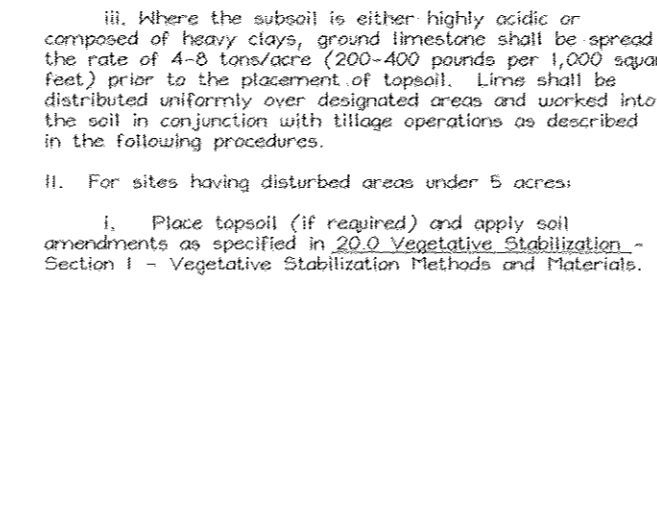 iii. Where the subsoil is either highly acidic or
composed of heavy clays, ground limestone shall be spread
the rate of 4-8 tons/acre (200-400 pounds per 1,000 squar
feet) prior to the placement of topsoil. Lime shall be
distributed uniformly over designated areas and worked into
the soil in conjunction with tillage operations as described
in the following procedures.
II. For sites having disturbed areas under 5 acres:
i. Place topsoil (if required) and apply soil
amendments as specified in 20.0 Vegetative Stabilization -
Section I - Vegetative Stabilization Methods and Materials.